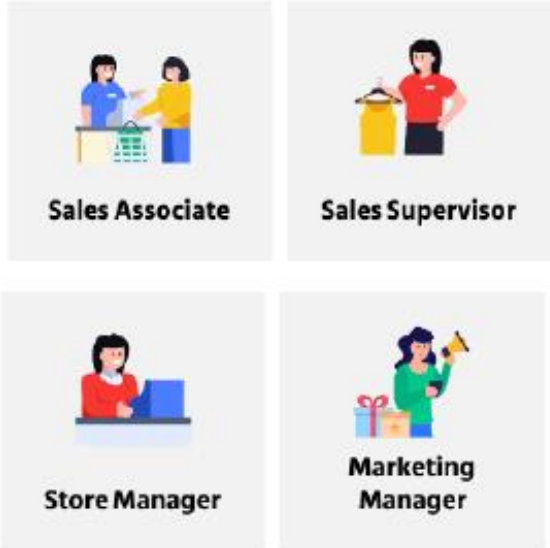 Sales Associate
Sales Supervisor
Store Manager
Marketing
Manager